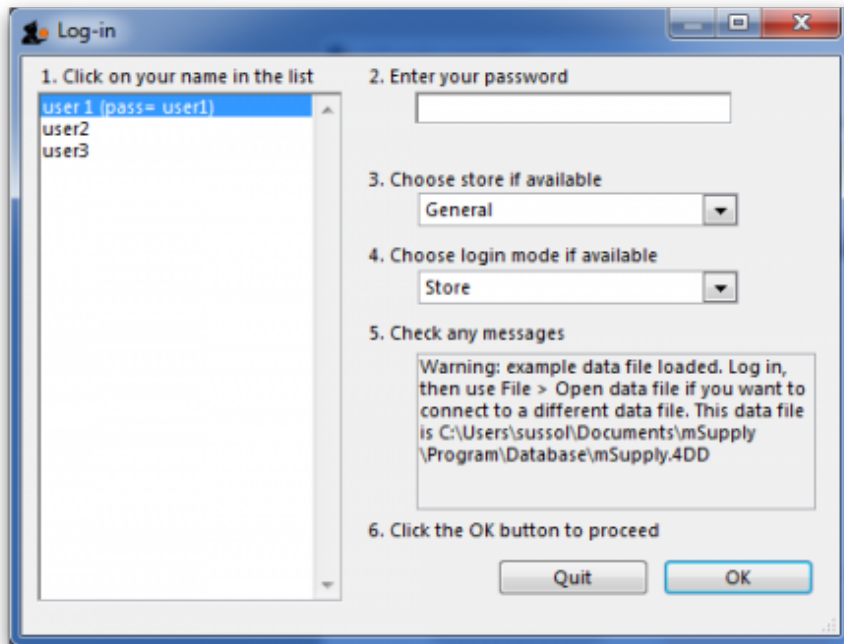 Log-in
1. Click on your name in the list
user 1 (pass= user1)
user2
user3
2. Enter your password
3. Choose store if available
General
4. Choose login mode if available
Store
5. Check any messages
Warning: example data file loaded. Log in,
then use File > Open data file if you want to
connect to a different data file. This data file
is C:\Users\sussol\Documents\mSupply
\Program\Database\mSupply.4DD
6. Click the OK button to proceed
Quit
OK